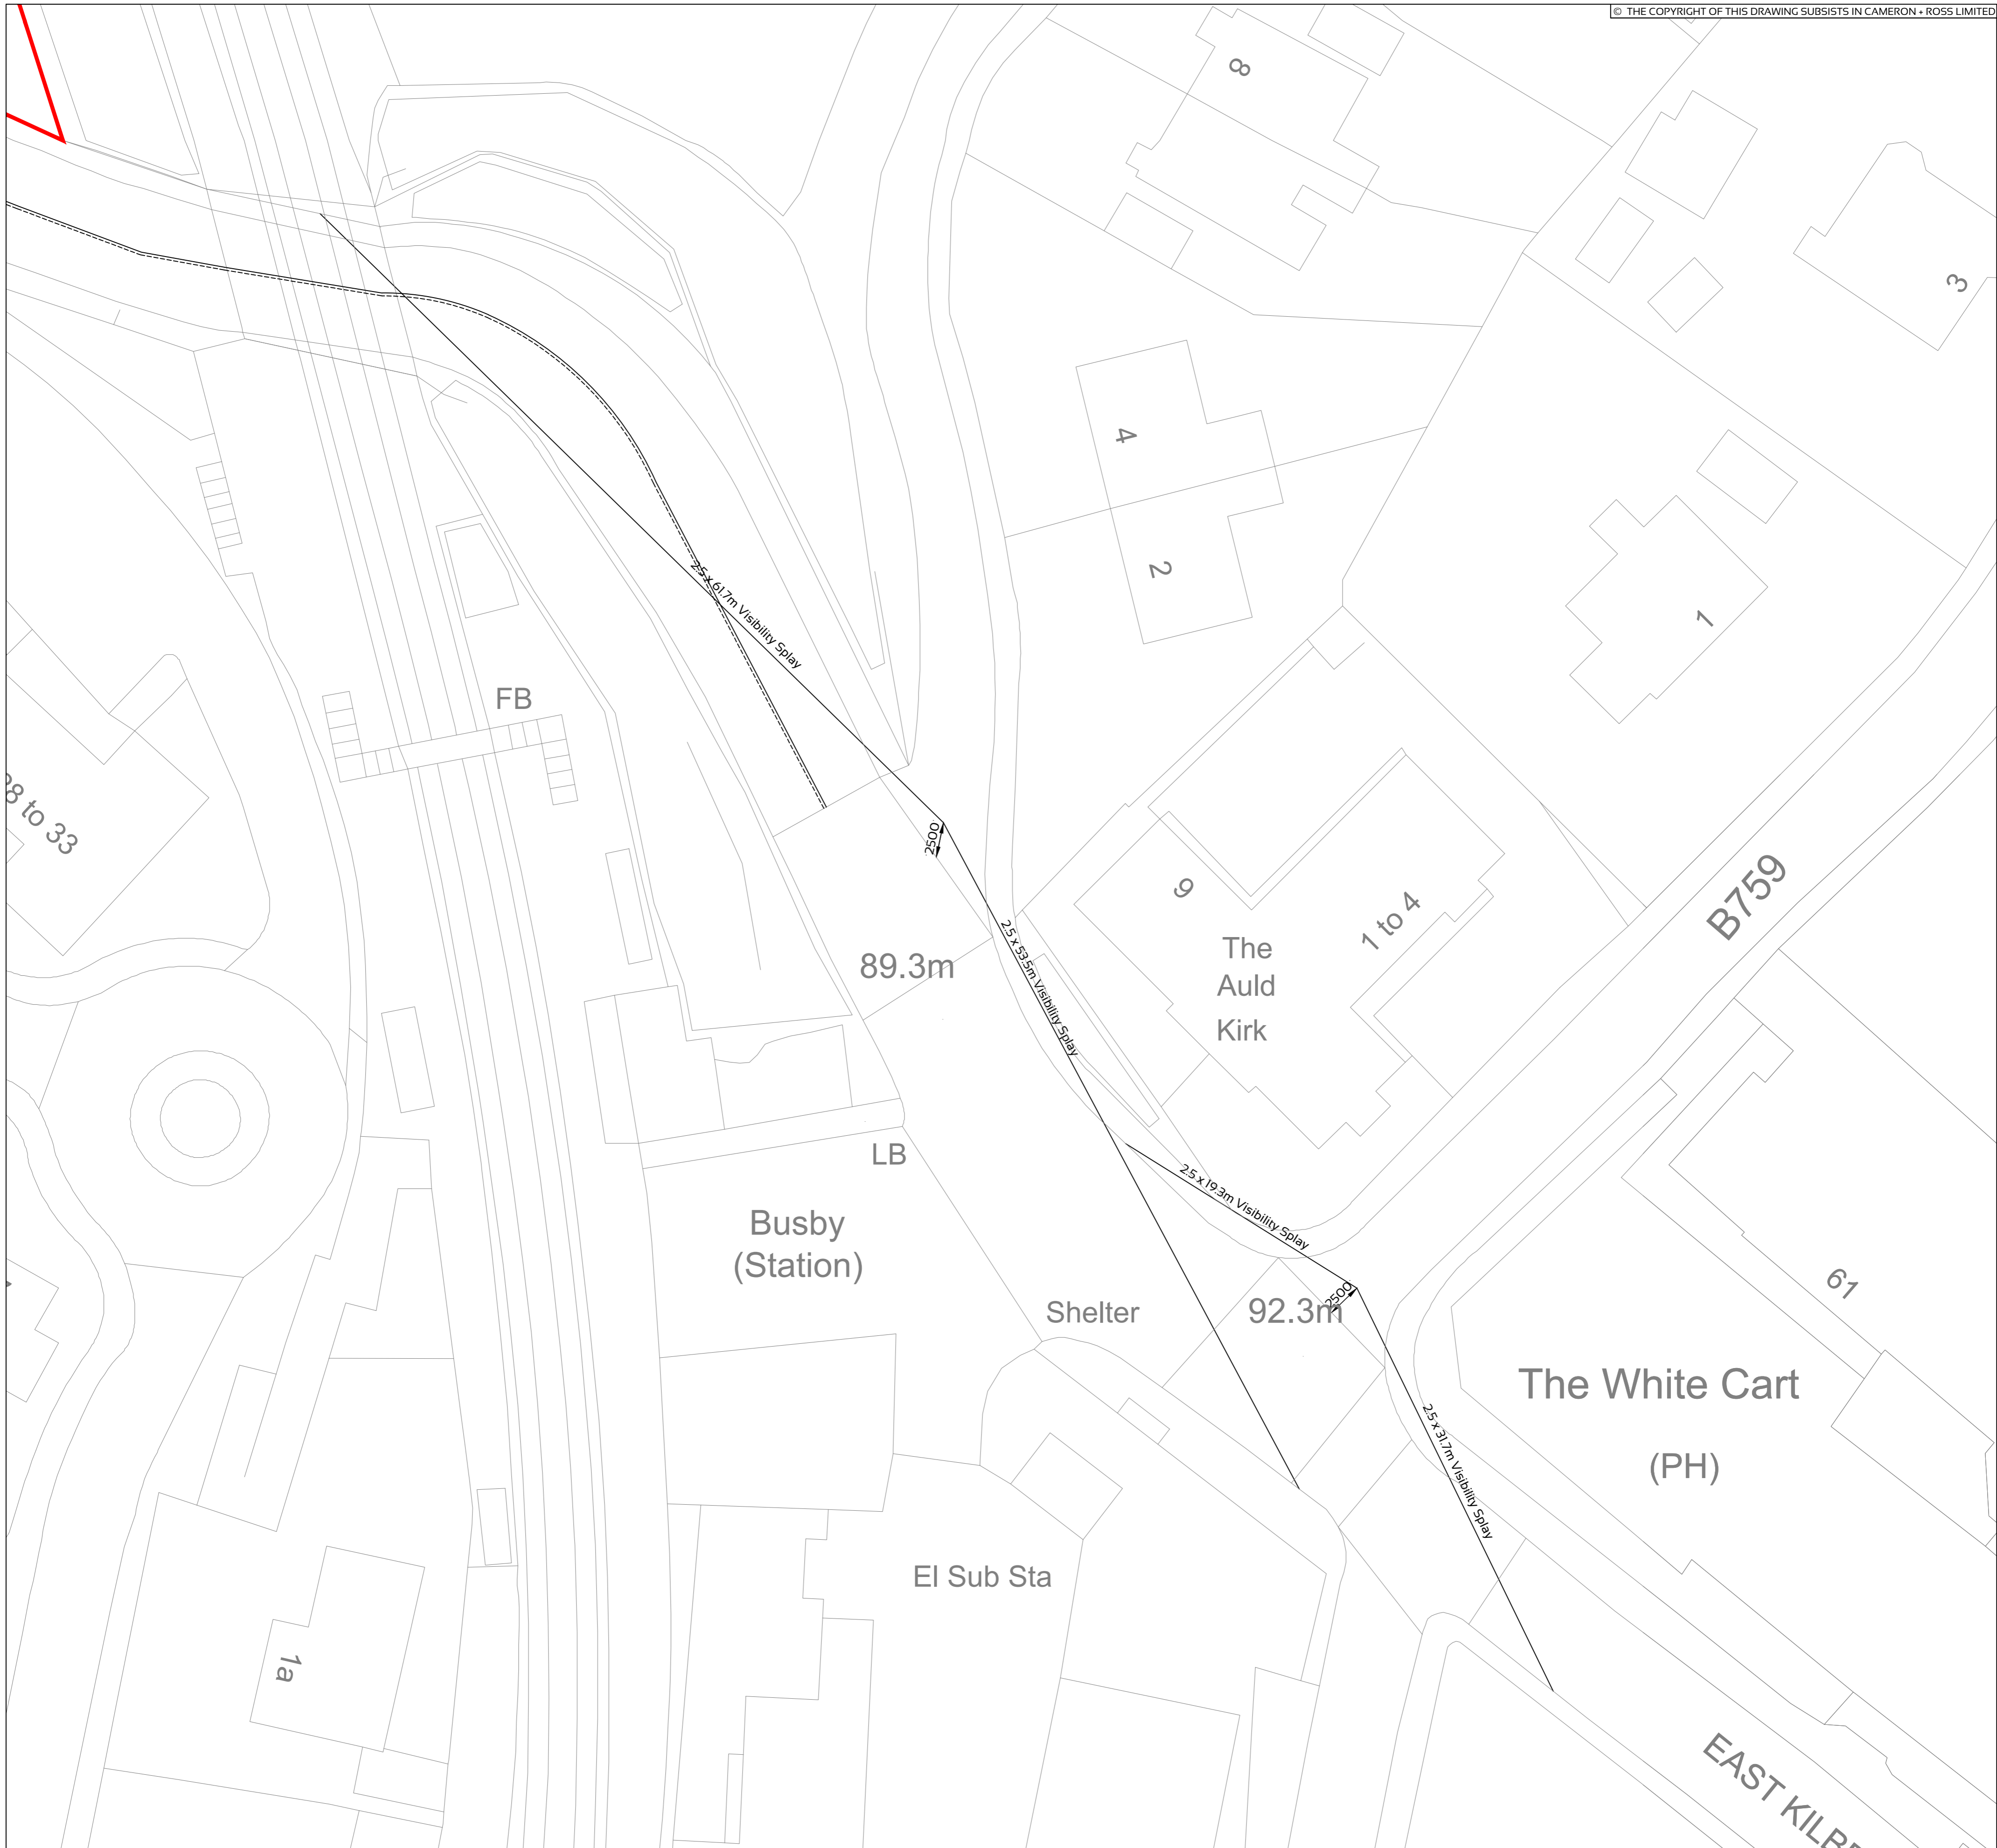 © THE COPYRIGHT OF THIS DRAWING SUBSISTS IN CAMERON + ROSS LIMITED
8
3
4
2
1
2.5 x 61.7m Visibility Splay
FB
28 to 33
2500
9
1 to 4
B759
The
Auld
Kirk
89.3m
2.5 x 53.5m Visibility Splay
LB
2.5 x 19.3m Visibility Splay
Busby
(Station)
Shelter
2500
92.3m
61
The White Cart
(PH)
2.5 x 31.7m Visibility Splay
El Sub Sta
1a
EAST